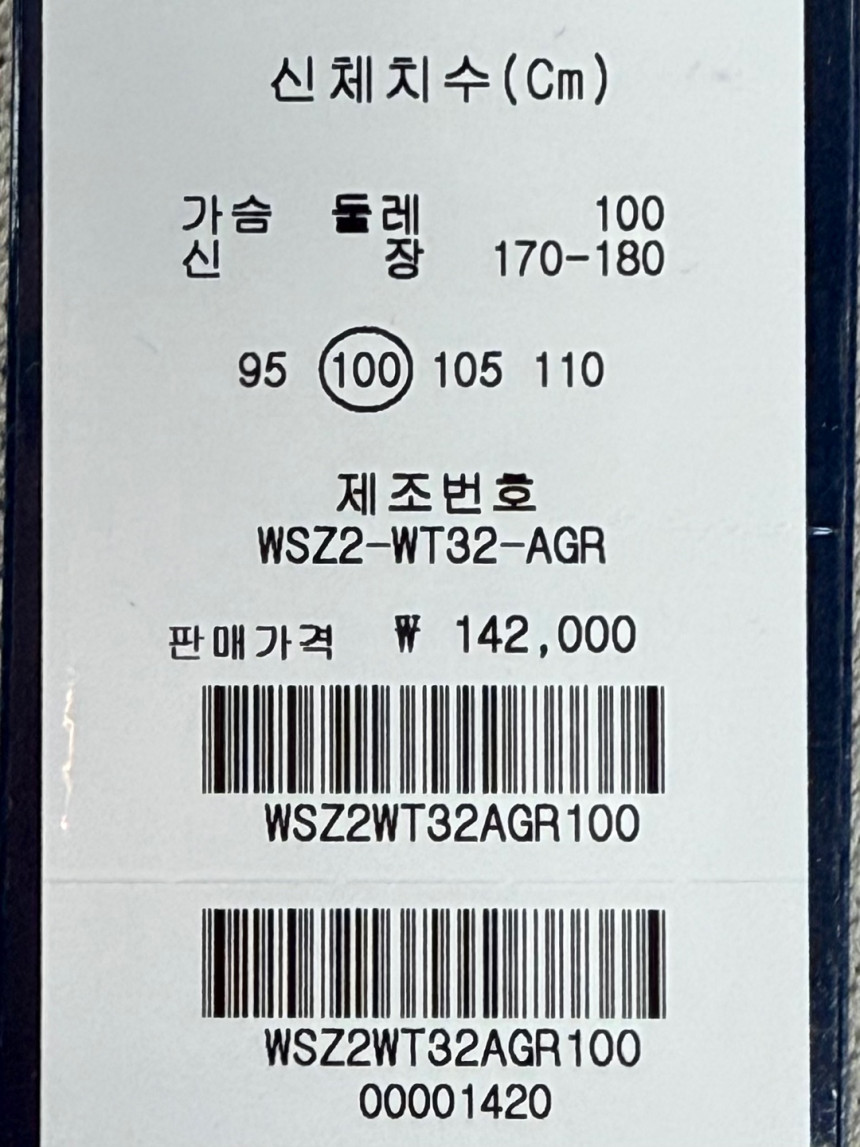 신체치수(Cm)
가슴 둘레 100
신 장 170-180
95 100 105 110
제조번호
WSZ2-WT32-AGR
판매가격 ₩ 142,000
WSZ2WT32AGR100
WSZ2WT32AGR100
00001420